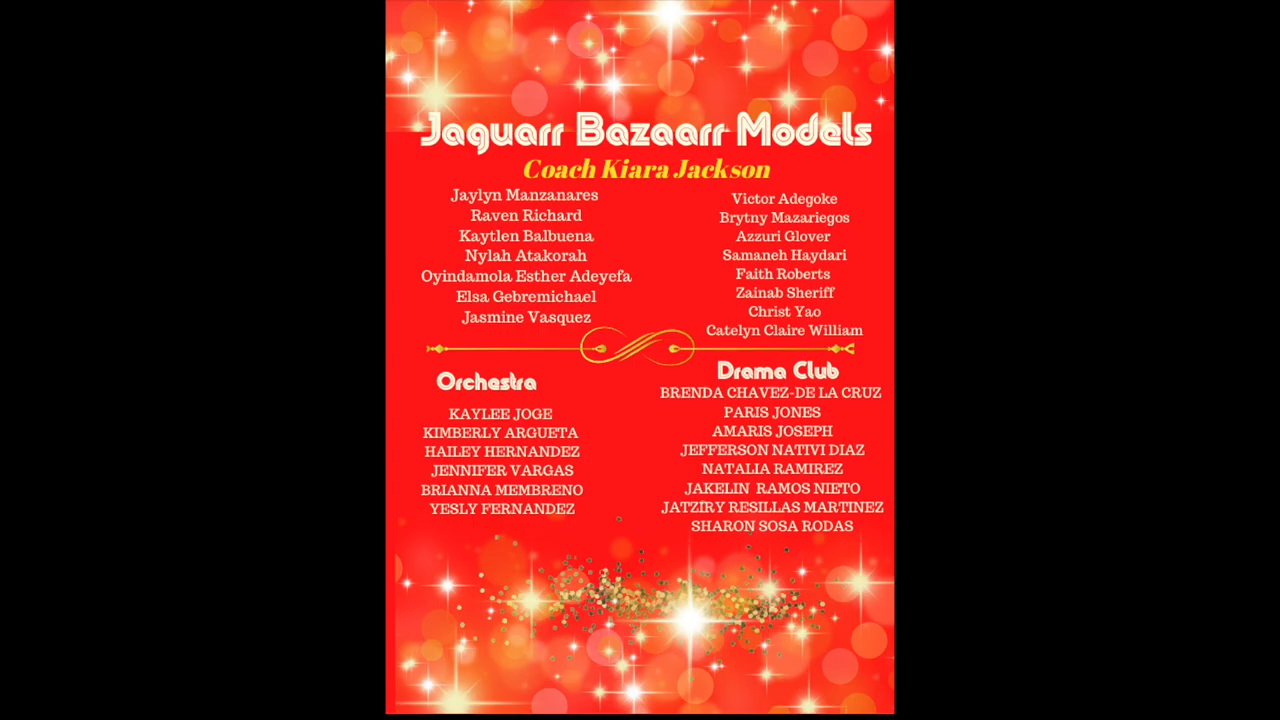 Jaguarr Bazaarr Models
Coach Kiara Jackson
Jaylyn Manzanares
Raven Richard
Kaytlen Balbuena
Nylah Atakorah
Oyindamola Esther Adeyefa
Elsa Gebremichael
Jasmine Vasquez
Victor Adegoke
Brytny Mazariegos
Azzuri Glover
Samaneh Haydari
Faith Roberts
Zainab Sheriff
Christ Yao
Catelyn Claire William
Orchestra
KAYLEE JOGE
KIMBERLY ARGUETA
HAILEY HERNANDEZ
JENNIFER VARGAS
BRIANNA MEMBRENO
YESLY FERNANDEZ
Drama Club
BRENDA CHAVEZ-DE LA CRUZ
PARIS JONES
AMARIS JOSEPH
JEFFERSON NATIVI DIAZ
NATALIA RAMIREZ
JAKELIN RAMOS NIETO
JATZIRY RESILLAS MARTINEZ
SHARON SOSA RODAS